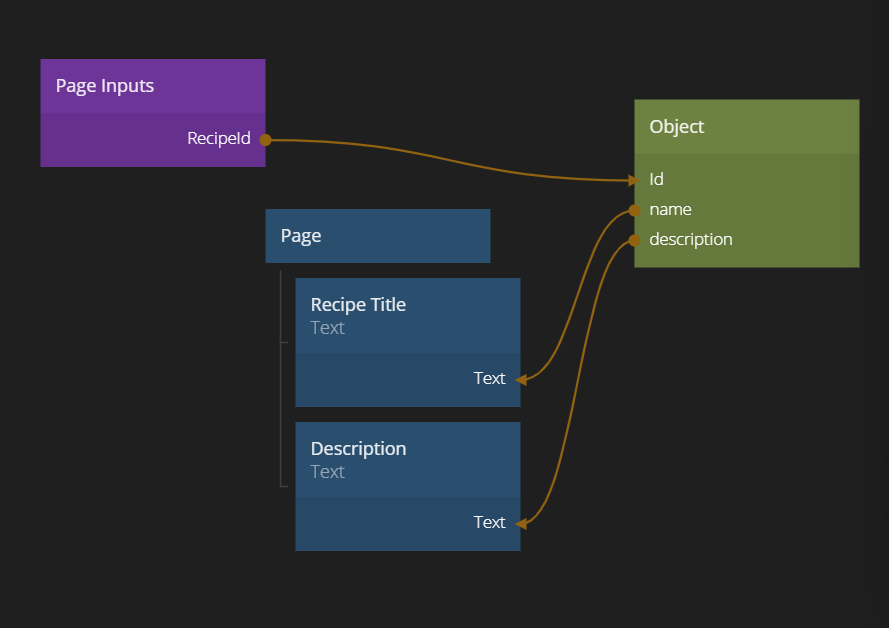 Page Inputs
RecipeId
Object
Id
name
description
Page
Recipe Title
Text
Text
Description
Text
Text